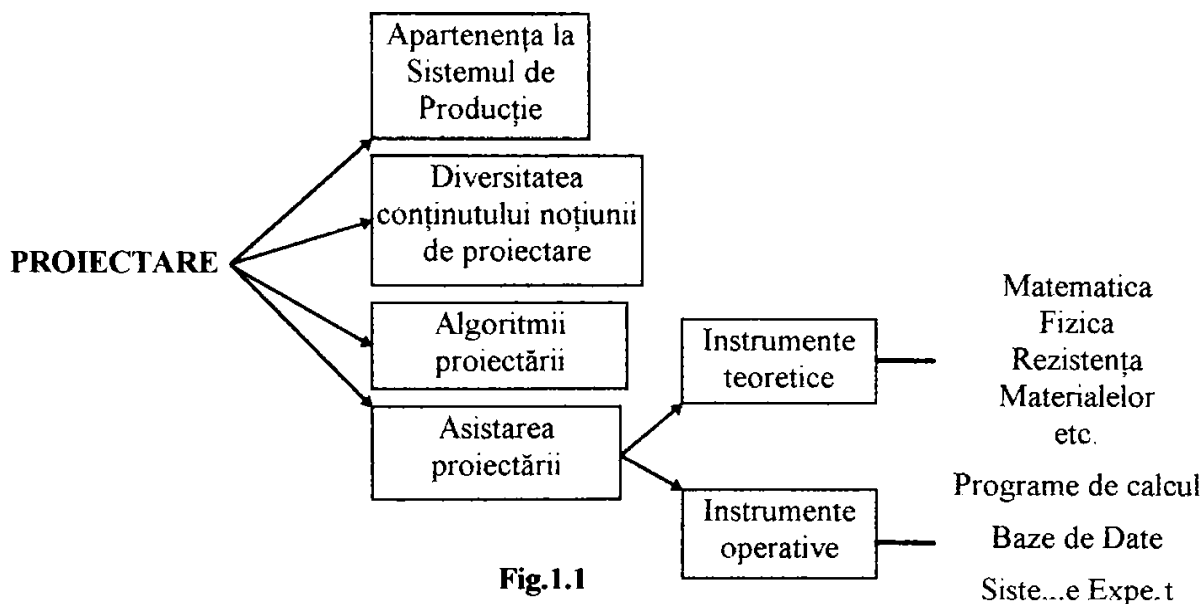 Apartenența la
Sistemul de
Producție
Diversitatea
conținutului noțiunii
de proiectare
PROIECTARE
Algoritmii
proiectării
Asistarea
proiectării
Instrumente
teoretice
Matematica
Fizica
Rezistența
Materialelor
etc.
Instrumente
operative
Programe de calcul
Baze de Date
Fig.1.1